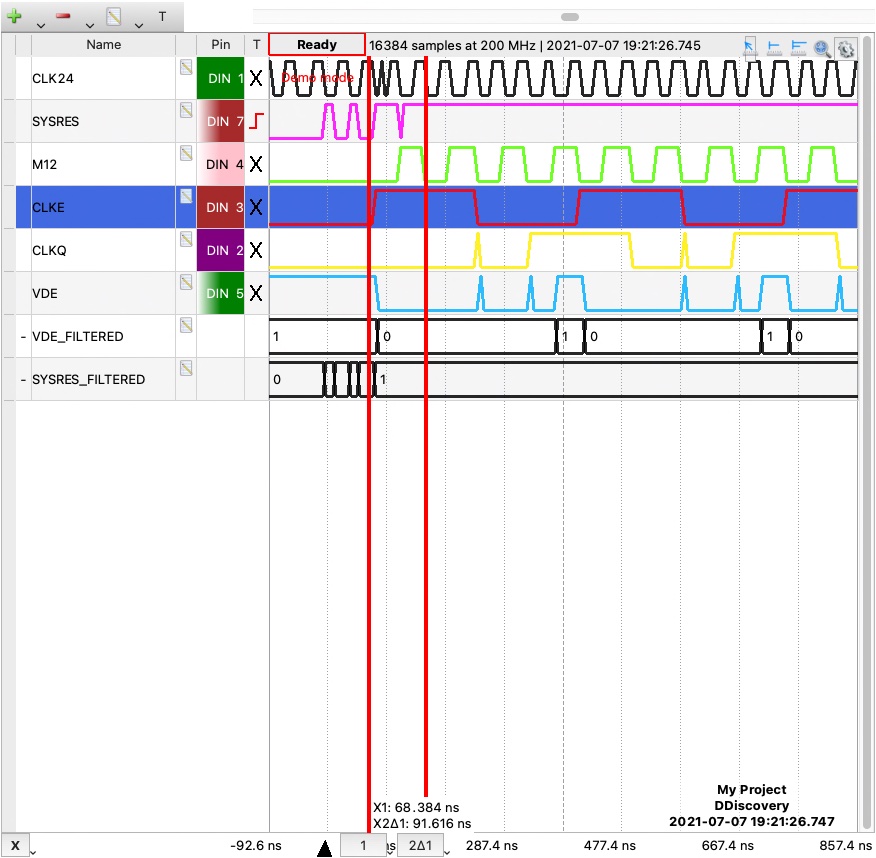 T
Name Pin T Ready 16384 samples at 200 MHz | 2021-07-07 19:21:26.745
CLK24 DIN 1 X Demo mode
SYSRES DIN 7
M12 DIN 4 X
CLKE DIN 3 X
CLKQ DIN 2 X
VDE DIN 5 X
- VDE_FILTERED 1 0 1 0 1 0
- SYSRES_FILTERED 0 1
My Project
DDiscovery
X1: 68.384 ns
X2Δ1: 91.616 ns 2021-07-07 19:21:26.747
X -92.6 ns 1 ns 2Δ1 287.4 ns 477.4 ns 667.4 ns 857.4 ns